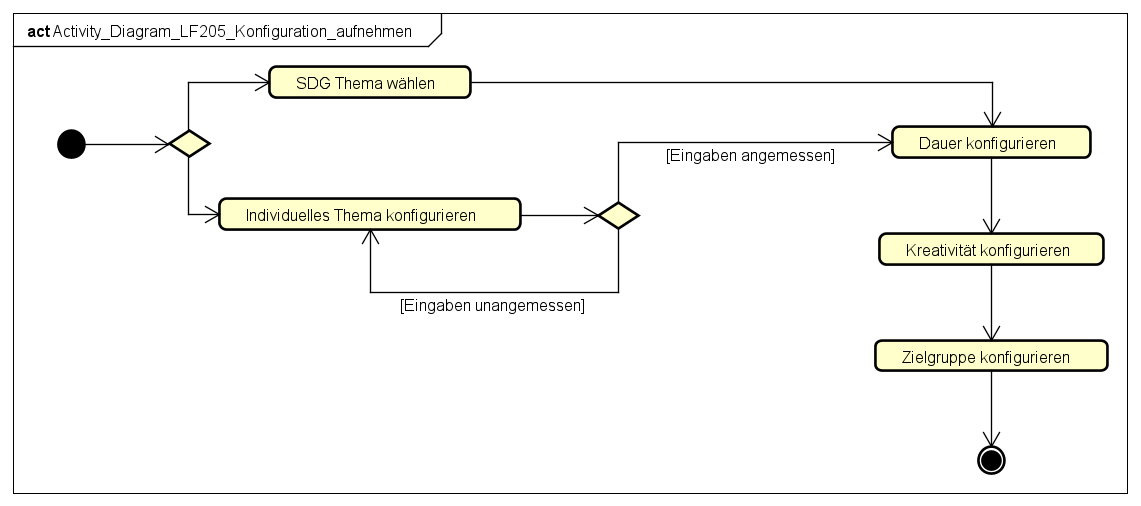 act Activity_Diagram_LF205_Konfiguration_aufnehmen
SDG Thema wählen
Dauer konfigurieren
[Eingaben angemessen]
Individuelles Thema konfigurieren
Kreativität konfigurieren
[Eingaben unangemessen]
Zielgruppe konfigurieren